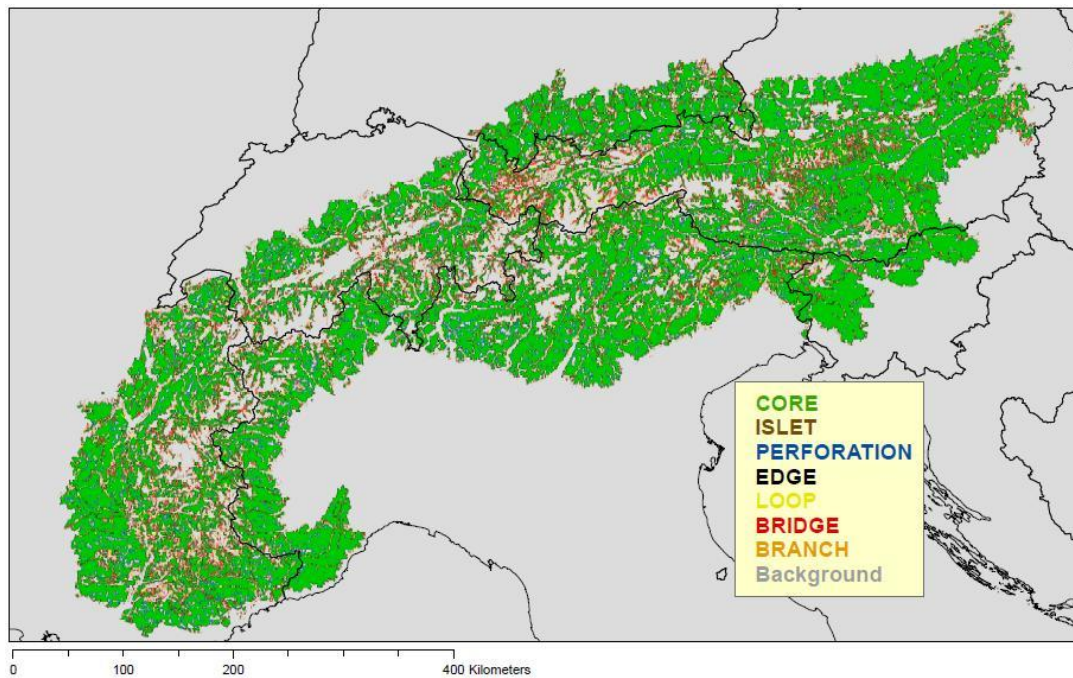 CORE
ISLET
PERFORATION
EDGE
LOOP
BRIDGE
BRANCH
Background
0 100 200 400 Kilometers